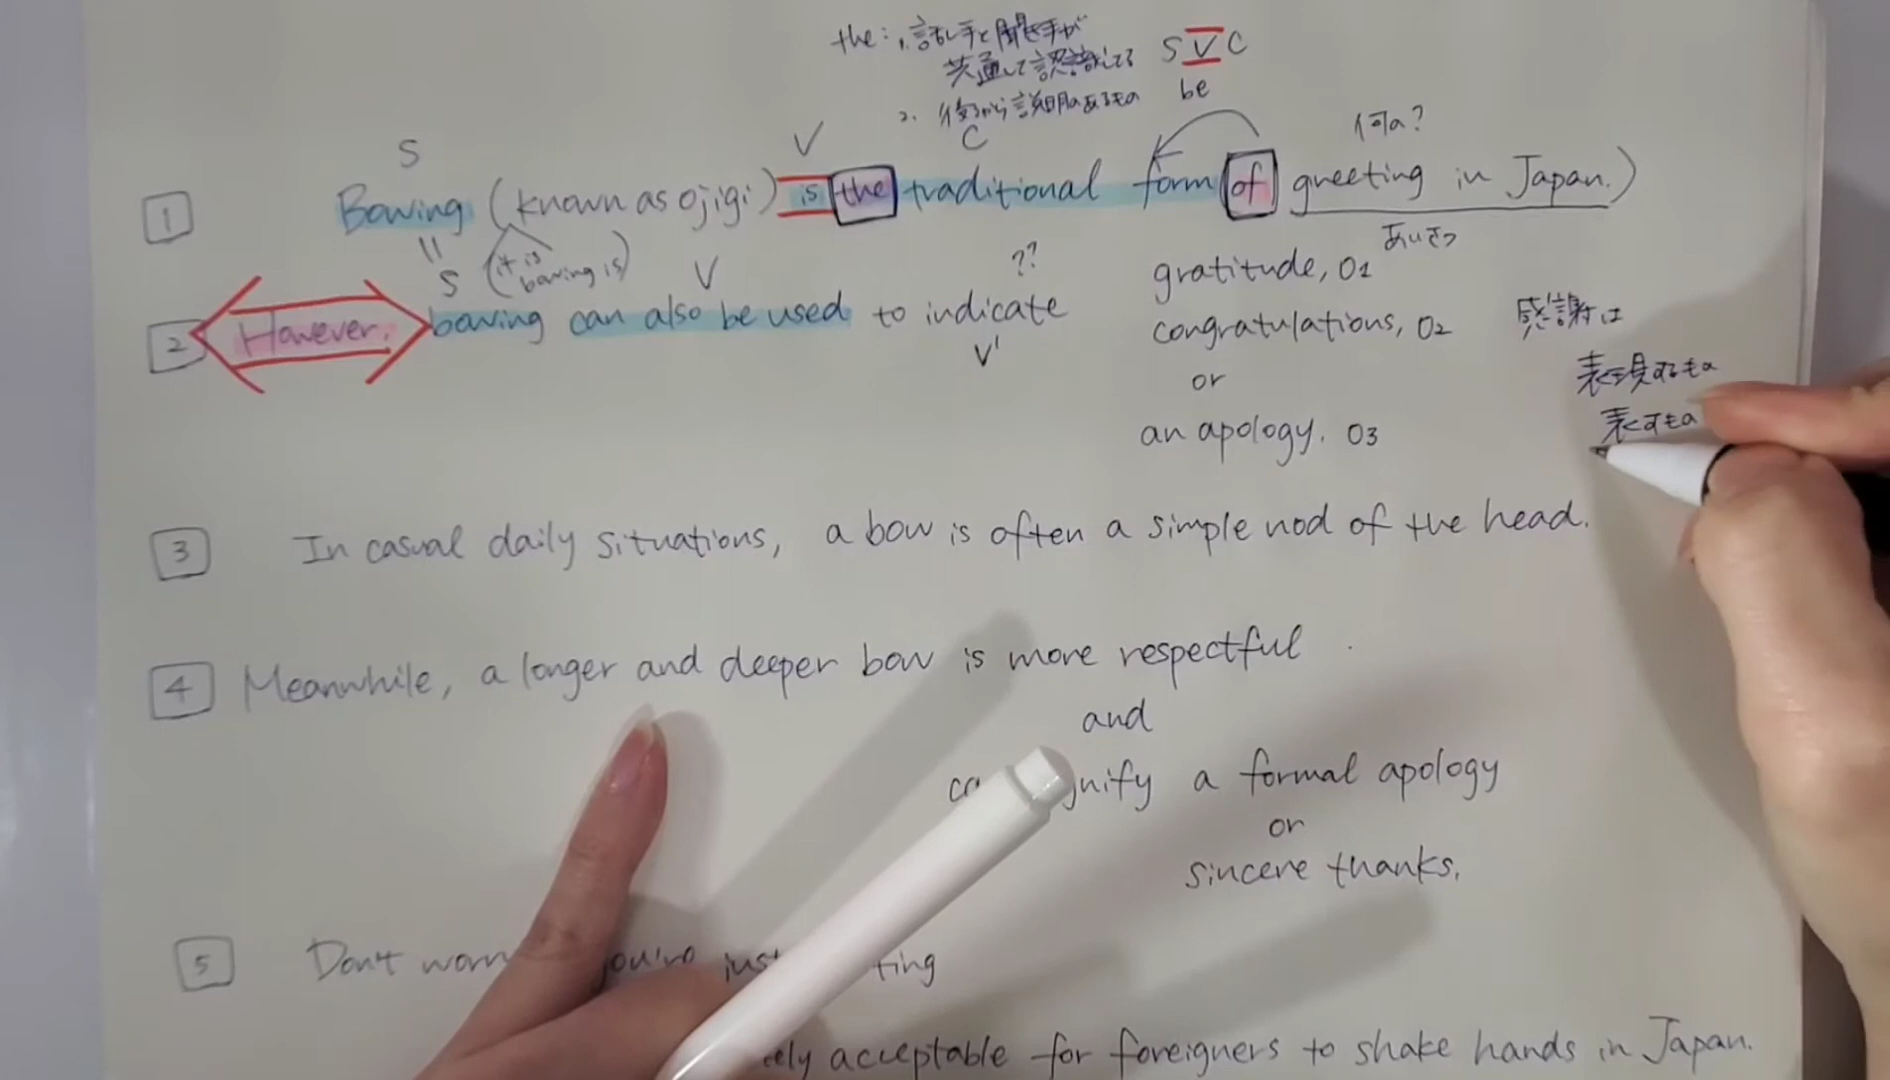 the: 1. 話し手と聞き手が
共通して認識してる
2. 後ろから説明のあるもの
S V C
be
S
V
C
何の?
1 Bowing (known as ojigi) is the traditional form of greeting in Japan.)
あいさつ
"
S (it is
bowing is)
V
??
2 However, bowing can also be used to indicate
V'
gratitude, O1
congratulations, O2
or
an apology. O3
感謝は
表現するもの
表すもの
3 In casual daily situations, a bow is often a simple nod of the head.
4 Meanwhile, a longer and deeper bow is more respectful.
and
a formal apology
or
sincere thanks.
5 Don't you're
acceptable for foreigners to shake hands in Japan.